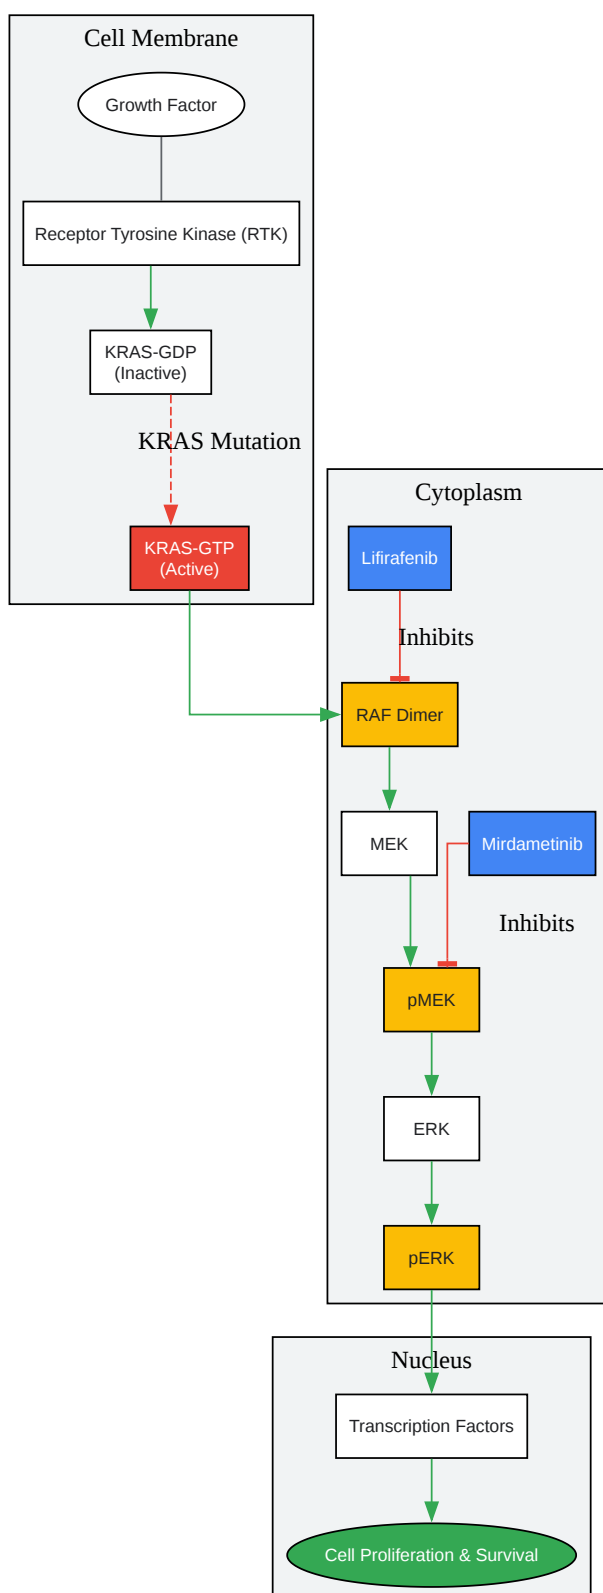 Cell Membrane
Growth Factor
Receptor Tyrosine Kinase (RTK)
KRAS-GDP
(Inactive)
KRAS Mutation
KRAS-GTP
(Active)
Cytoplasm
Lifirafenib
Inhibits
RAF Dimer
MEK
Mirdametinib
Inhibits
pMEK
ERK
pERK
Nucleus
Transcription Factors
Cell Proliferation & Survival